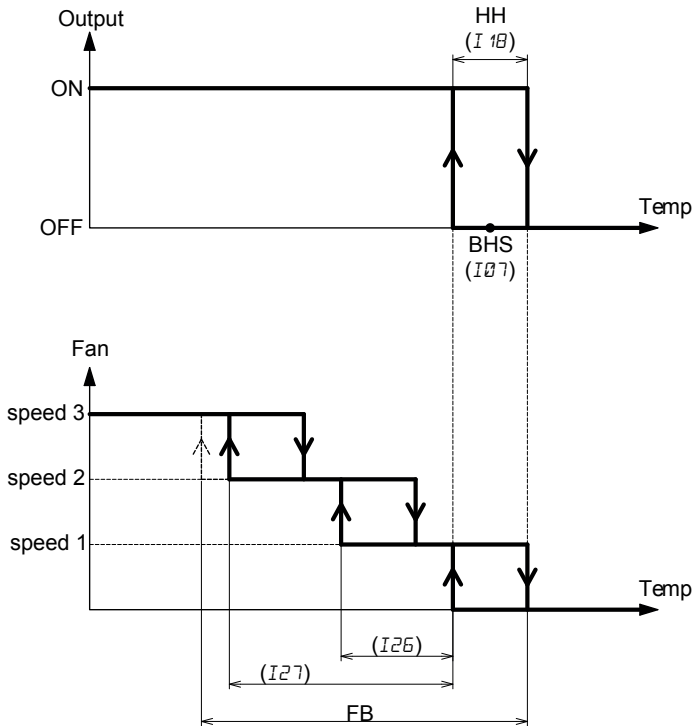 Output
HH
(I18)
ON
OFF
Temp
BHS
(I07)
Fan
speed 3
speed 2
speed 1
Temp
(I26)
(I27)
FB